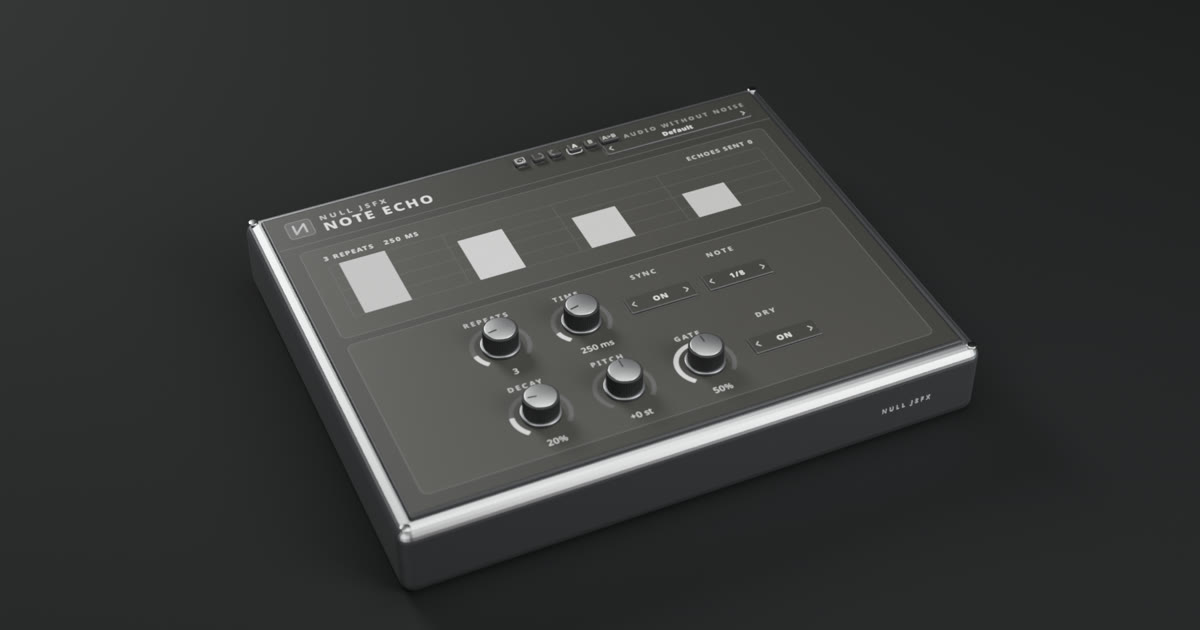 AUDIO WITHOUT NOISE
A B A>B
Default
NULL JSFX
NOTE ECHO
3 REPEATS 250 MS
ECHOES SENT 0
REPEATS
3
TIME
250 ms
SYNC
ON
NOTE
1/8
DECAY
20%
PITCH
+0 st
GATE
50%
DRY
ON
NULL JSFX